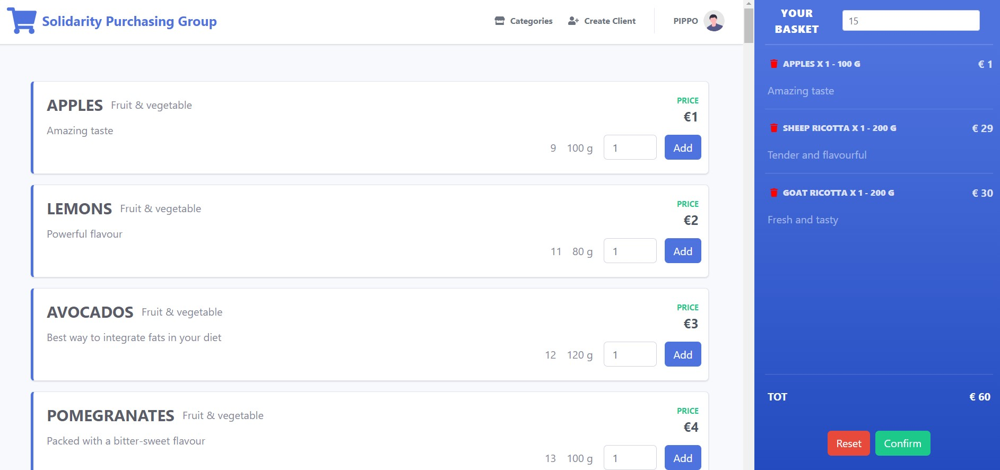 Solidarity Purchasing Group
Categories
Create Client
PIPPO
APPLES Fruit & vegetable
Amazing taste
PRICE
€1
9 100 g 1 Add
LEMONS Fruit & vegetable
Powerful flavour
PRICE
€2
11 80 g 1 Add
AVOCADOS Fruit & vegetable
Best way to integrate fats in your diet
PRICE
€3
12 120 g 1 Add
POMEGRANATES Fruit & vegetable
Packed with a bitter-sweet flavour
PRICE
€4
13 100 g 1 Add
YOUR
BASKET
15
APPLES X 1 - 100 G € 1
Amazing taste
SHEEP RICOTTA X 1 - 200 G € 29
Tender and flavourful
GOAT RICOTTA X 1 - 200 G € 30
Fresh and tasty
TOT € 60
Reset Confirm